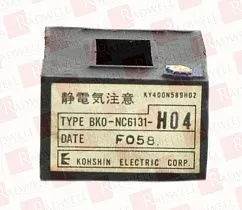 静電気注意 KY400N589H02
TYPE BKO-NC6131-H04
DATE F058.
E KOHSHIN ELECTRIC CORP.